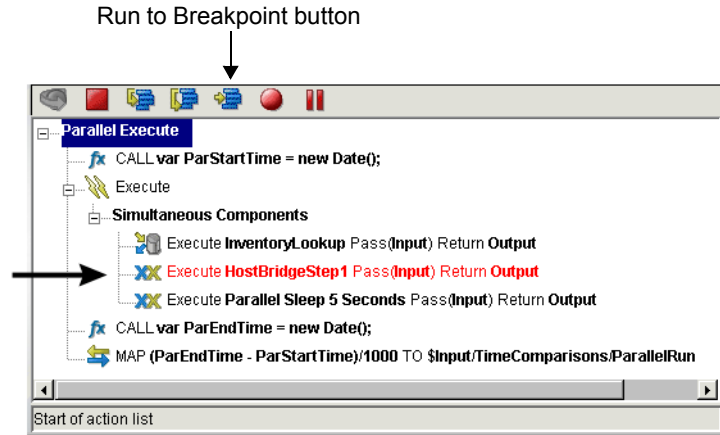 Run to Breakpoint button
Parallel Execute
fx CALL var ParStartTime = new Date();
Execute
Simultaneous Components
Execute InventoryLookup Pass(Input) Return Output
Execute HostBridgeStep1 Pass(Input) Return Output
Execute Parallel Sleep 5 Seconds Pass(Input) Return Output
fx CALL var ParEndTime = new Date();
MAP (ParEndTime - ParStartTime)/1000 TO $Input/TimeComparisons/ParallelRun
Start of action list